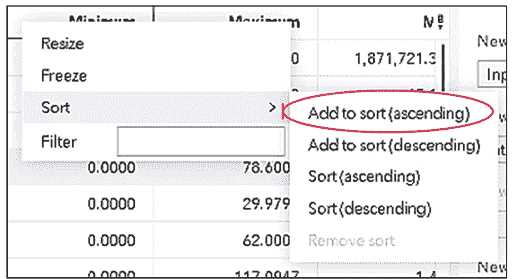 Minimum Maximum
New
Resize
0 1,871,721.3
Freeze
Inp
Sort >
Add to sort (ascending)
Filter
Add to sort (descending)
0.0000 78.600
Sort (ascending)
0.0000 29.979
Sort (descending)
0.0000 62.000
Remove sort
New